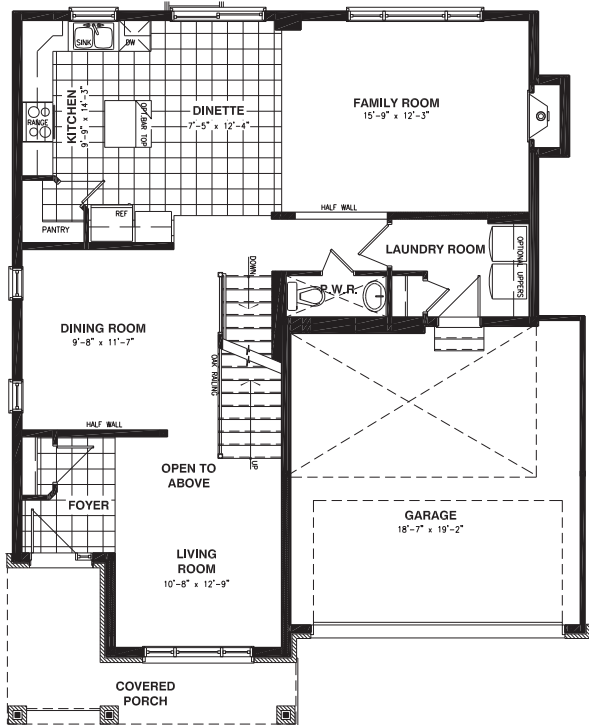 SINK
DW
RANGE
KITCHEN
9'-9" x 14'-3"
OPT.BAR TOP
DINETTE
7'-5" x 12'-4"
FAMILY ROOM
15'-9" x 12'-3"
PANTRY
REF
HALF WALL
LAUNDRY ROOM
OPTIONAL UPPERS
DOWN
P.W.R.
DINING ROOM
9'-8" x 11'-7"
OAK RAILING
HALF WALL
UP
OPEN TO
ABOVE
FOYER
GARAGE
18'-7" x 19'-2"
LIVING
ROOM
10'-8" x 12'-9"
COVERED
PORCH